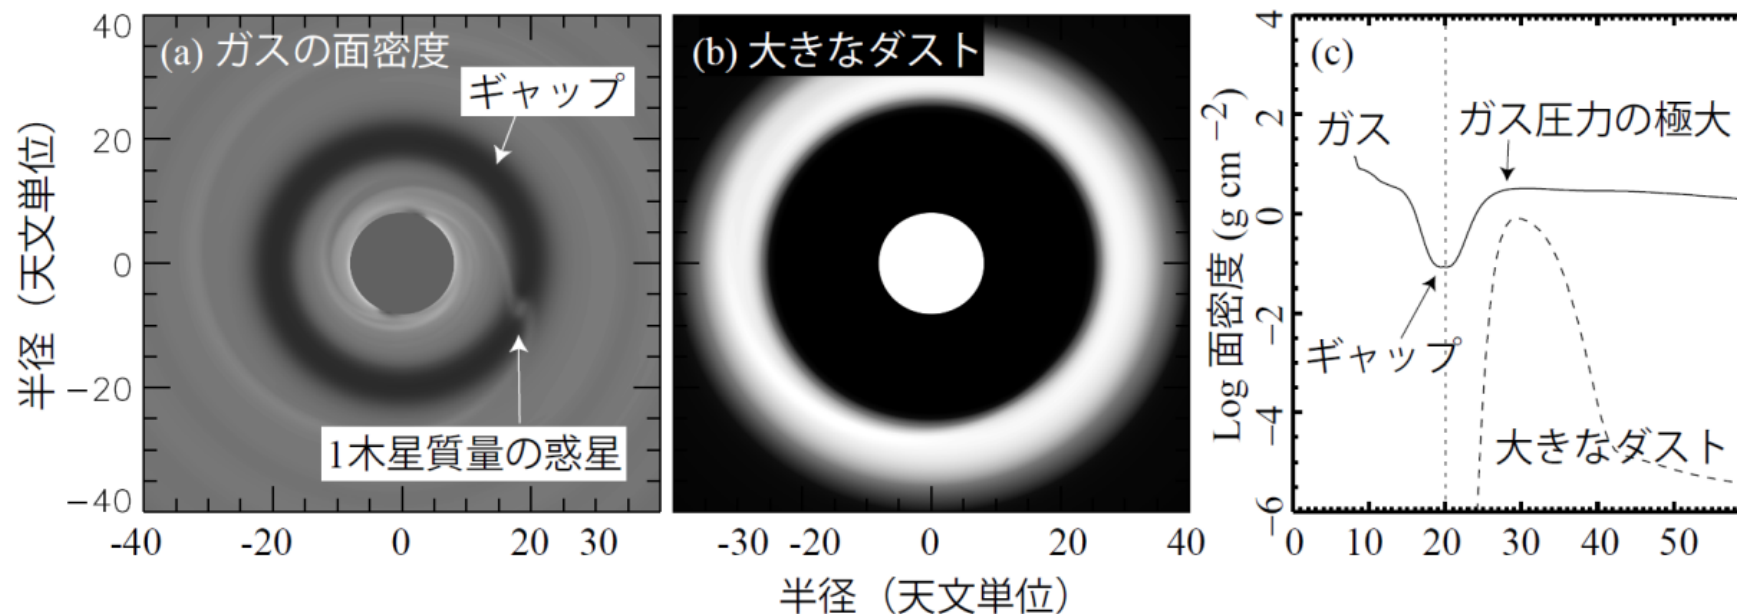 (a) ガスの面密度
ギャップ
1木星質量の惑星
半径（天文単位）
40
20
0
−20
−40
-40
-20
0
20
30
(b) 大きなダスト
-30
-20
0
20
40
半径（天文単位）
(c)
ガス
ガス圧力の極大
ギャップ
大きなダスト
Log 面密度 (g cm−2)
4
2
0
−2
−4
−6
0
10
20
30
40
50